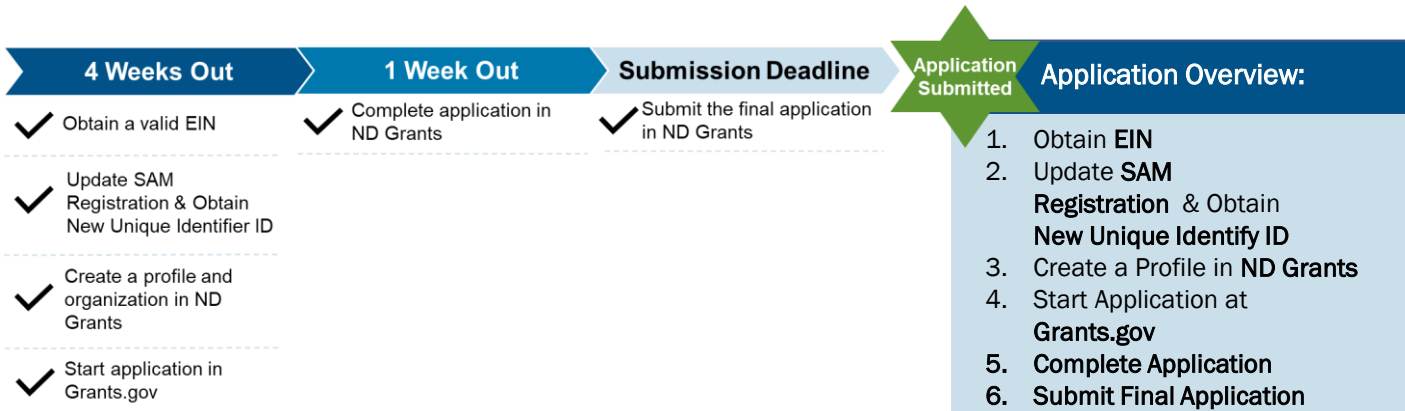 4 Weeks Out
Obtain a valid EIN
Update SAM
Registration & Obtain
New Unique Identifier ID
Create a profile and
organization in ND
Grants
Start application in
Grants.gov
1 Week Out
Complete application in
ND Grants
Submission Deadline
Submit the final application
in ND Grants
Application
Submitted
Application Overview:
1. Obtain EIN
2. Update SAM
Registration & Obtain
New Unique Identify ID
3. Create a Profile in ND Grants
4. Start Application at
Grants.gov
5. Complete Application
6. Submit Final Application